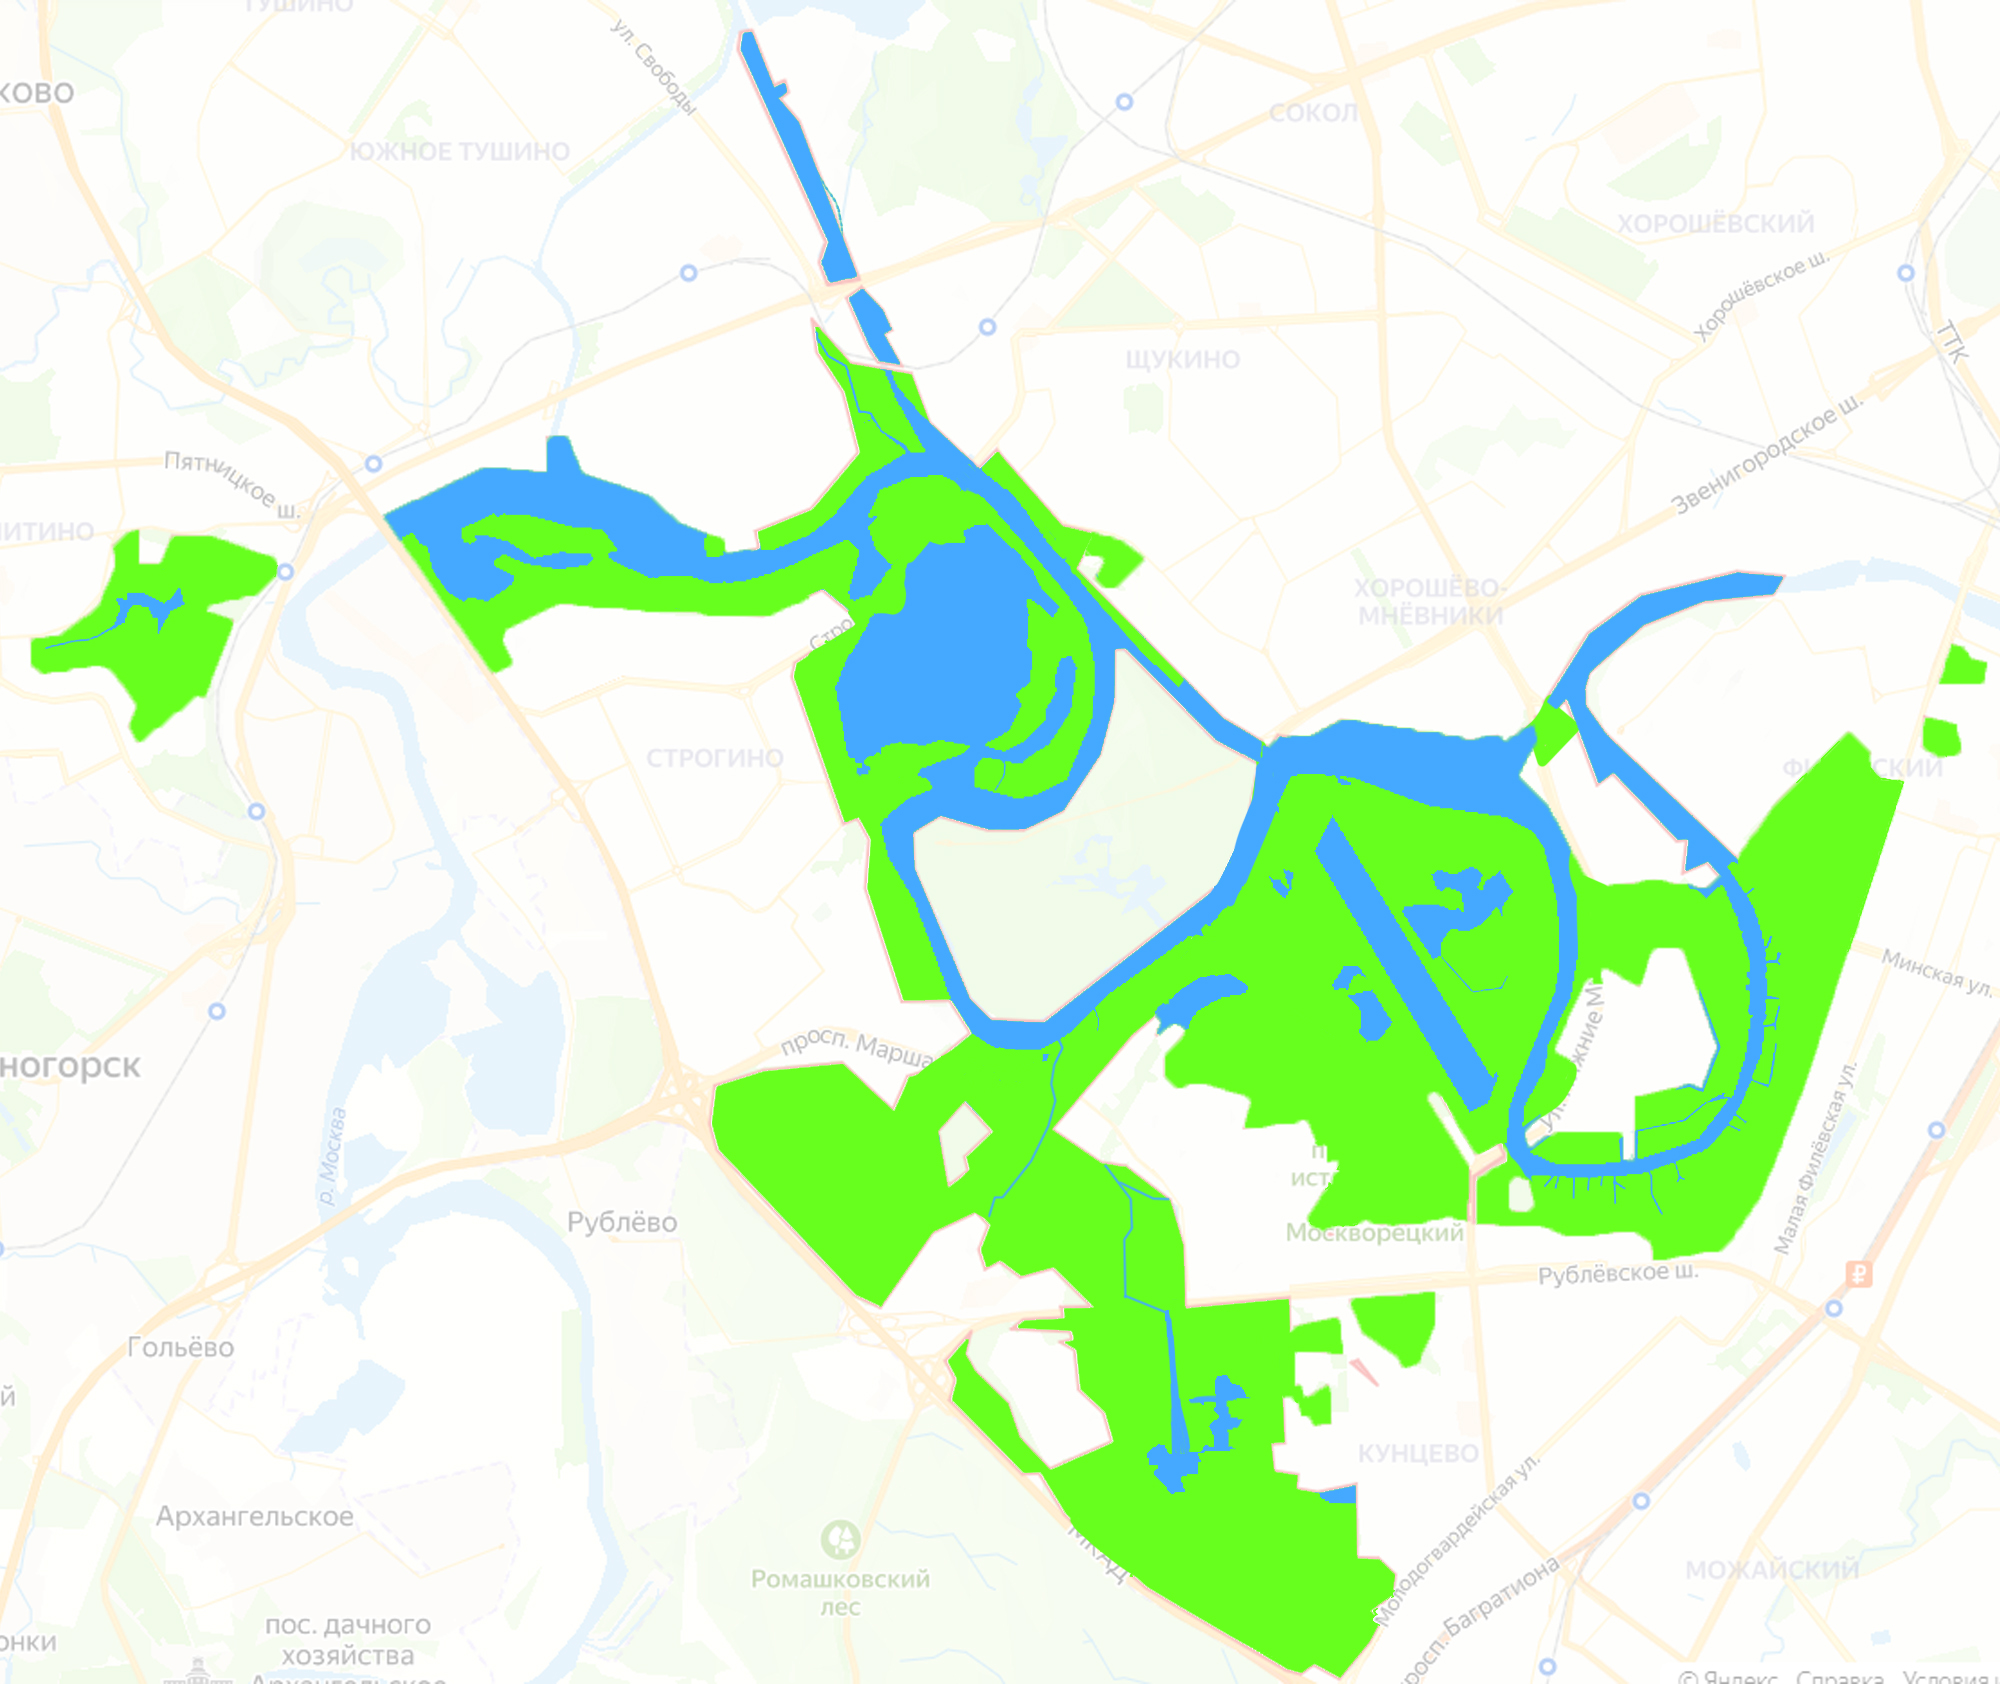 ТУШИНО
ул. Свободы
ково
ЮЖНОЕ ТУШИНО
СОКОЛ
ХОРОШЁВСКИЙ
Хорошёвское ш.
ТТК
ЩУКИНО
Звенигородское ш.
Пятницкое ш.
ИТИНО
ХОРОШЁВО-
МНЁВНИКИ
Стро
СТРОГИНО
ФИ
СКИЙ
Минская ул.
просп. Марша
ногорск
р. Москва
Малая Филёвская ул.
п
ист.
Москворецкий
Рублёво
Рублёвское ш.
Гольёво
й
КУНЦЕВО
Молодогвардейская ул.
Архангельское
МКАД
Ромашковский
лес
просп. Багратиона
МОЖАЙСКИЙ
пос. дачного
хозяйства
Архангельское
онки
© Яндекс Справка Условия